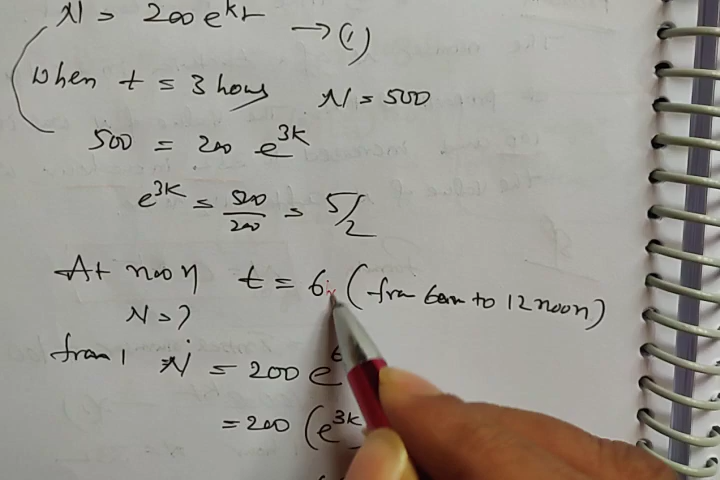 N = 200 e^kt → (1)
When t = 3 hours N = 500
500 = 200 e^3K
e^3K = 500/200 = 5/2
At noon t = 6 (from 6am to 12 noon)
N = ?
from 1 N = 200 e^6
= 200 (e^3K